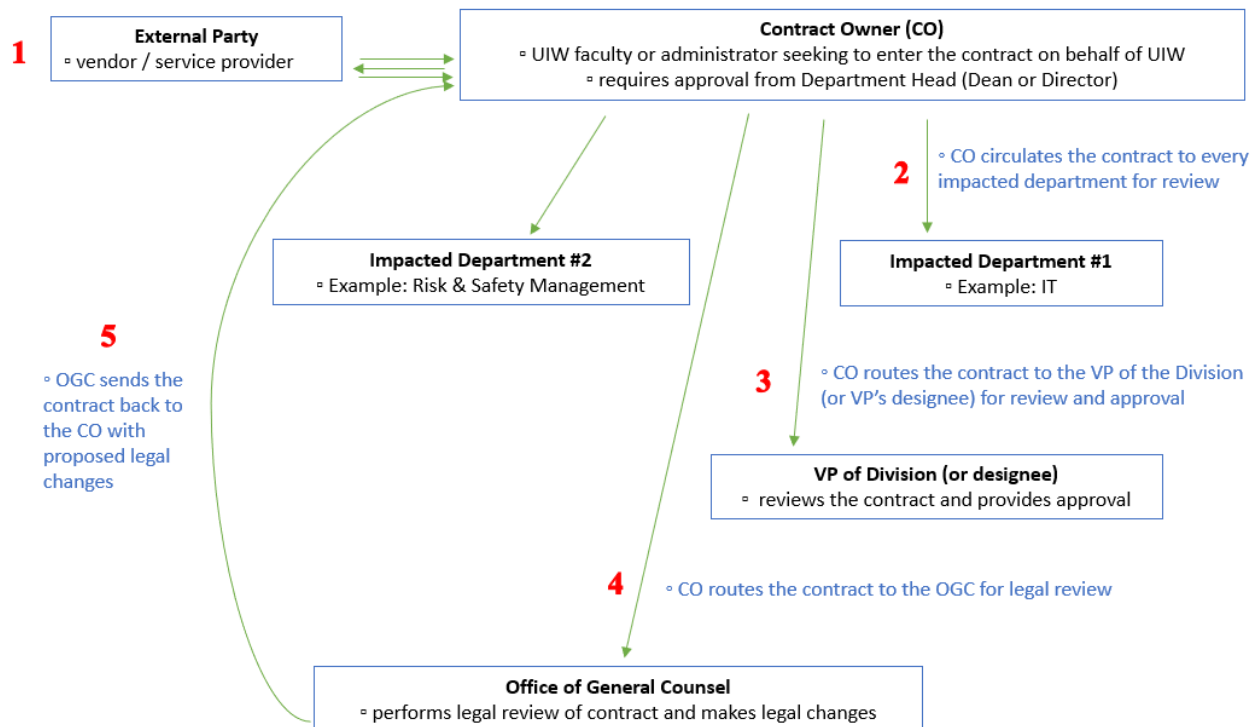 1
External Party
▫ vendor / service provider
Contract Owner (CO)
▫ UIW faculty or administrator seeking to enter the contract on behalf of UIW
▫ requires approval from Department Head (Dean or Director)
2
◦ CO circulates the contract to every
impacted department for review
Impacted Department #2
▫ Example: Risk & Safety Management
Impacted Department #1
▫ Example: IT
5
◦ OGC sends the
contract back to
the CO with
proposed legal
changes
3
◦ CO routes the contract to the VP of the Division
(or VP’s designee) for review and approval
VP of Division (or designee)
▫ reviews the contract and provides approval
4
◦ CO routes the contract to the OGC for legal review
Office of General Counsel
▫ performs legal review of contract and makes legal changes